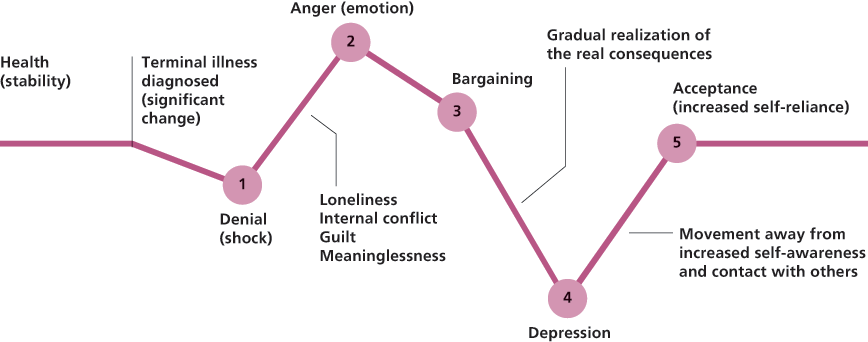 Health
(stability)
Terminal illness
diagnosed
(significant
change)
1
Denial
(shock)
Anger (emotion)
2
Loneliness
Internal conflict
Guilt
Meaninglessness
Bargaining
3
Gradual realization of
the real consequences
4
Depression
Acceptance
(increased self-reliance)
5
Movement away from
increased self-awareness
and contact with others